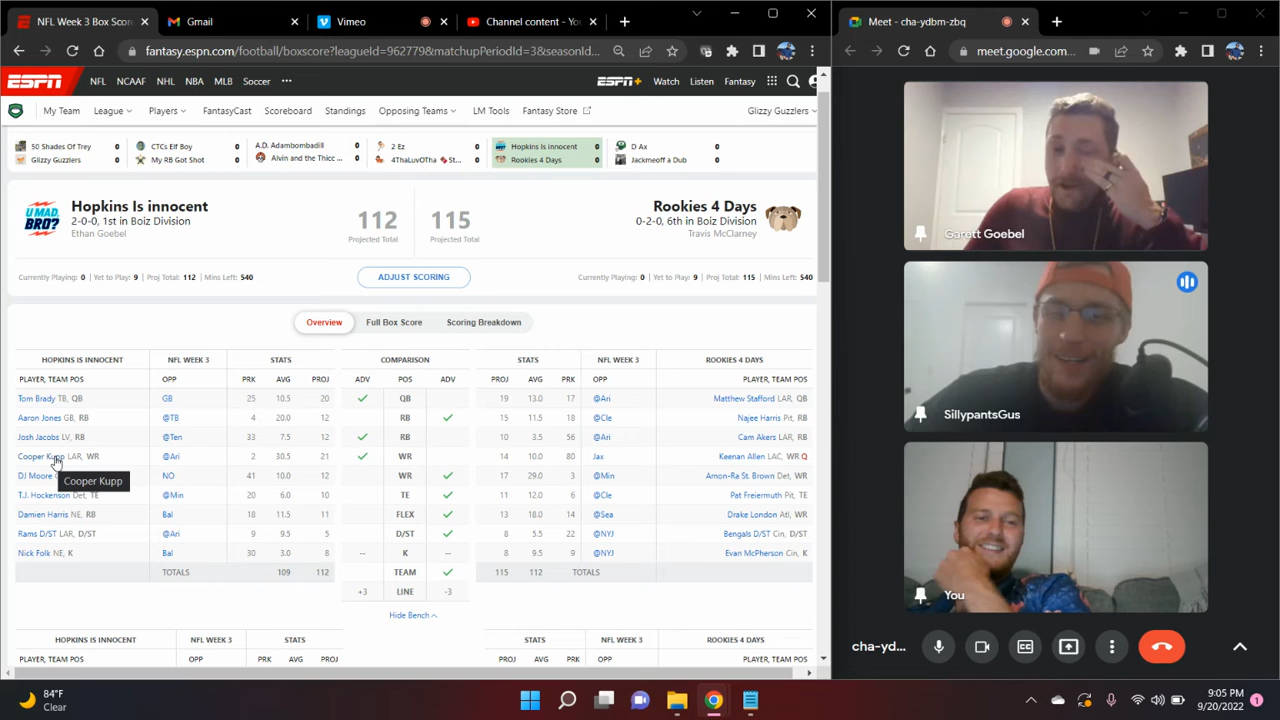 NFL Week 3 Box Score
Gmail
Vimeo
Channel content - Yo
Meet - cha-ydbm-zbq
fantasy.espn.com/football/boxscore?leagueId=962779&matchupPeriodId=3&seasonI
meet.google.com...
ESPN NFL NCAAF NHL NBA MLB Soccer ••• ESPN+ Watch Listen Fantasy
My Team League Players FantasyCast Scoreboard Standings Opposing Teams LM Tools Fantasy Store Glizzy Guzzlers
50 Shades Of Trey 0 CTCs Elf Boy 0 A.D. Adambombadill 0 2 Ez 0 Hopkins Is innocent 0 D Ax 0
Glizzy Guzzlers 0 My RB Got Shot 0 Alvin and the Thicc ... 0 4ThaLuvOTha St... 0 Rookies 4 Days 0 Jackmeoff a Dub 0
U MAD, BRO?
Hopkins Is innocent
2-0-0, 1st in Boiz Division
Ethan Goebel
112
Projected Total
115
Projected Total
Rookies 4 Days
0-2-0, 6th in Boiz Division
Travis McClarney
Currently Playing: 0 Yet to Play: 9 Proj Total: 112 Mins Left: 540
ADJUST SCORING
Currently Playing: 0 Yet to Play: 9 Proj Total: 115 Mins Left: 540
Overview Full Box Score Scoring Breakdown
HOPKINS IS INNOCENT NFL WEEK 3 STATS COMPARISON STATS NFL WEEK 3 ROOKIES 4 DAYS
PLAYER, TEAM POS OPP PRK AVG PROJ ADV POS ADV PROJ AVG PRK OPP PLAYER, TEAM POS
Tom Brady TB, QB GB 25 10.5 20 QB 19 13.0 17 @Ari Matthew Stafford LAR, QB
Aaron Jones GB, RB @TB 4 20.0 12 RB 15 11.5 18 @Cle Najee Harris Pit, RB
Josh Jacobs LV, RB @Ten 33 7.5 12 RB 10 3.5 56 @Ari Cam Akers LAR, RB
Cooper Kupp LAR, WR @Ari 2 30.5 21 WR 14 10.0 80 Jax Keenan Allen LAC, WR Q
DJ Moore NO 41 10.0 12 WR 17 29.0 3 @Min Amon-Ra St. Brown Det, WR
Cooper Kupp
T.J. Hockenson Det, TE @Min 20 6.0 10 TE 11 12.0 6 @Cle Pat Freiermuth Pit, TE
Damien Harris NE, RB Bal 18 11.5 11 FLEX 13 18.0 14 @Sea Drake London Atl, WR
Rams D/ST LAR, D/ST @Ari 9 9.5 5 D/ST 8 5.5 22 @NYJ Bengals D/ST Cin, D/ST
Nick Folk NE, K Bal 30 3.0 8 -- K -- 8 9.5 9 @NYJ Evan McPherson Cin, K
TOTALS 109 112 TEAM 115 112 TOTALS
+3 LINE -3
Hide Bench
HOPKINS IS INNOCENT NFL WEEK 3 STATS STATS NFL WEEK 3 ROOKIES 4 DAYS
PLAYER, TEAM POS OPP PRK AVG PROJ PROJ AVG PRK OPP PLAYER, TEAM POS
Garett Goebel
SillypantsGus
You
cha-yd...
84°F
Clear
9:05 PM
9/20/2022
1